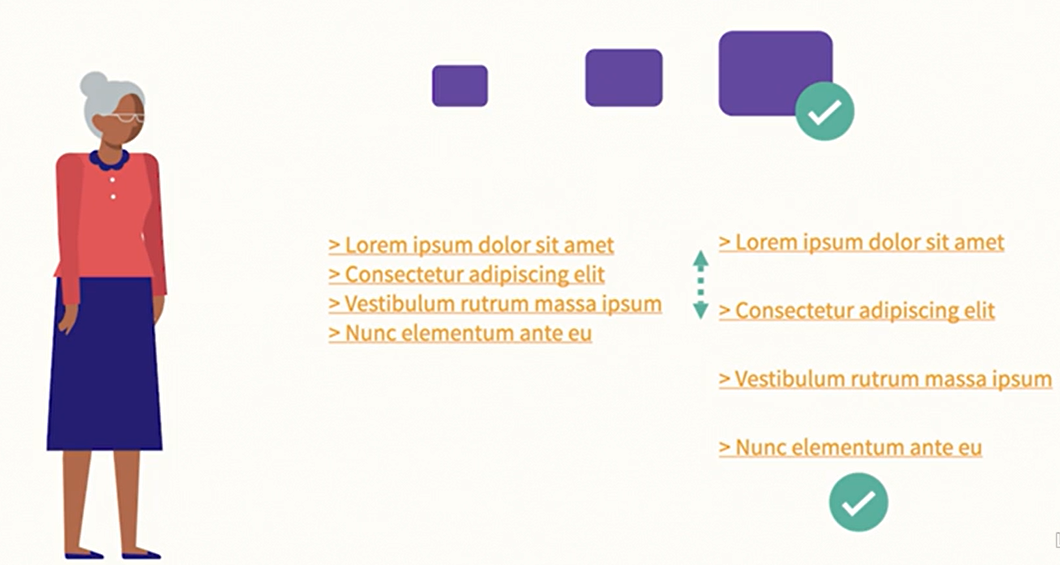 > Lorem ipsum dolor sit amet
> Consectetur adipiscing elit
> Vestibulum rutrum massa ipsum
> Nunc elementum ante eu
> Lorem ipsum dolor sit amet
> Consectetur adipiscing elit
> Vestibulum rutrum massa ipsum
> Nunc elementum ante eu